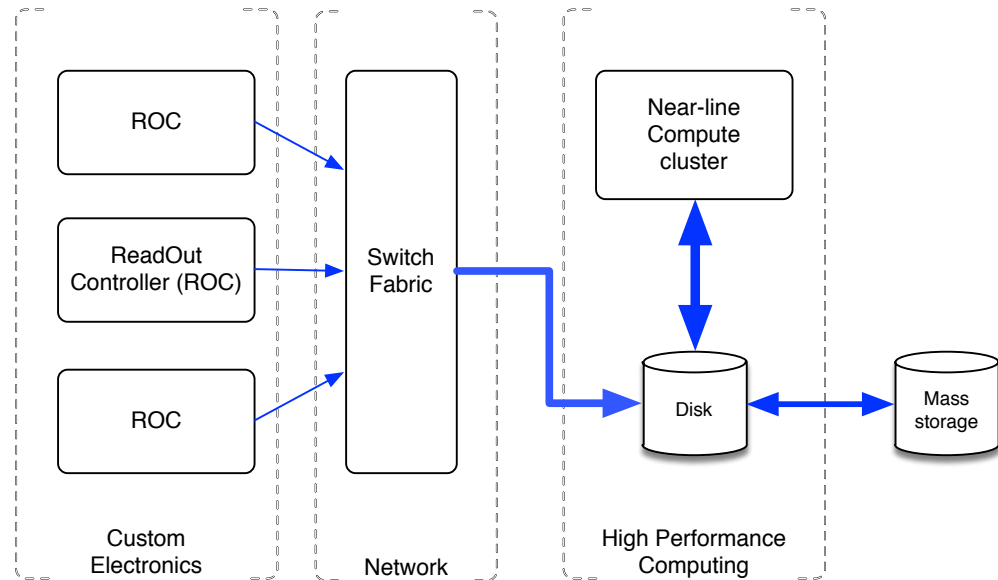 ROC
ReadOut
Controller (ROC)
ROC
Custom
Electronics
Switch
Fabric
Network
Near-line
Compute
cluster
Disk
High Performance
Computing
Mass
storage